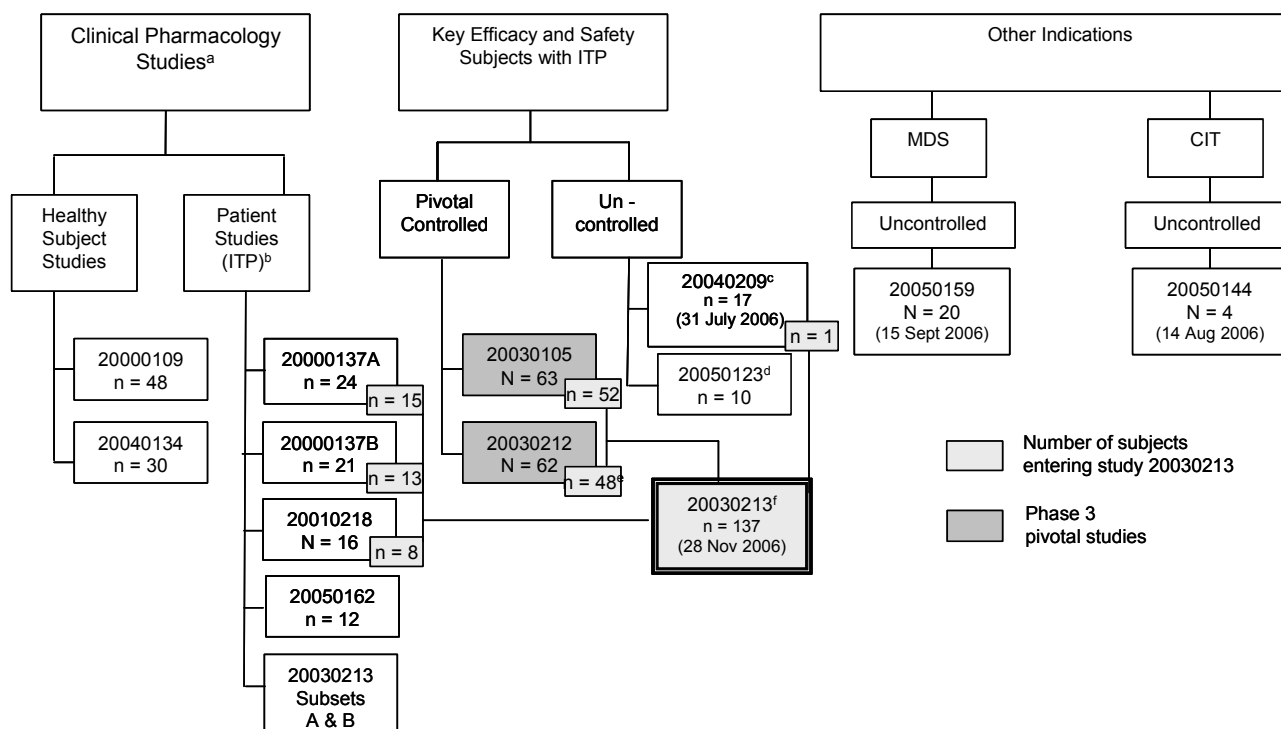 Clinical Pharmacology
Studiesᵃ
Key Efficacy and Safety
Subjects with ITP
Other Indications
Healthy
Subject
Studies
Patient
Studies
(ITP)ᵇ
Pivotal
Controlled
Un -
controlled
MDS
CIT
Uncontrolled
Uncontrolled
20000109
n = 48
20040134
n = 30
20000137A
n = 24
n = 15
20000137B
n = 21
n = 13
20010218
N = 16
n = 8
20050162
n = 12
20030213
Subsets
A & B
20030105
N = 63
n = 52
20030212
N = 62
n = 48ᵉ
20040209ᶜ
n = 17
(31 July 2006)
n = 1
20050123ᵈ
n = 10
20030213ᶠ
n = 137
(28 Nov 2006)
20050159
N = 20
(15 Sept 2006)
20050144
N = 4
(14 Aug 2006)
Number of subjects
entering study 20030213
Phase 3
pivotal studies